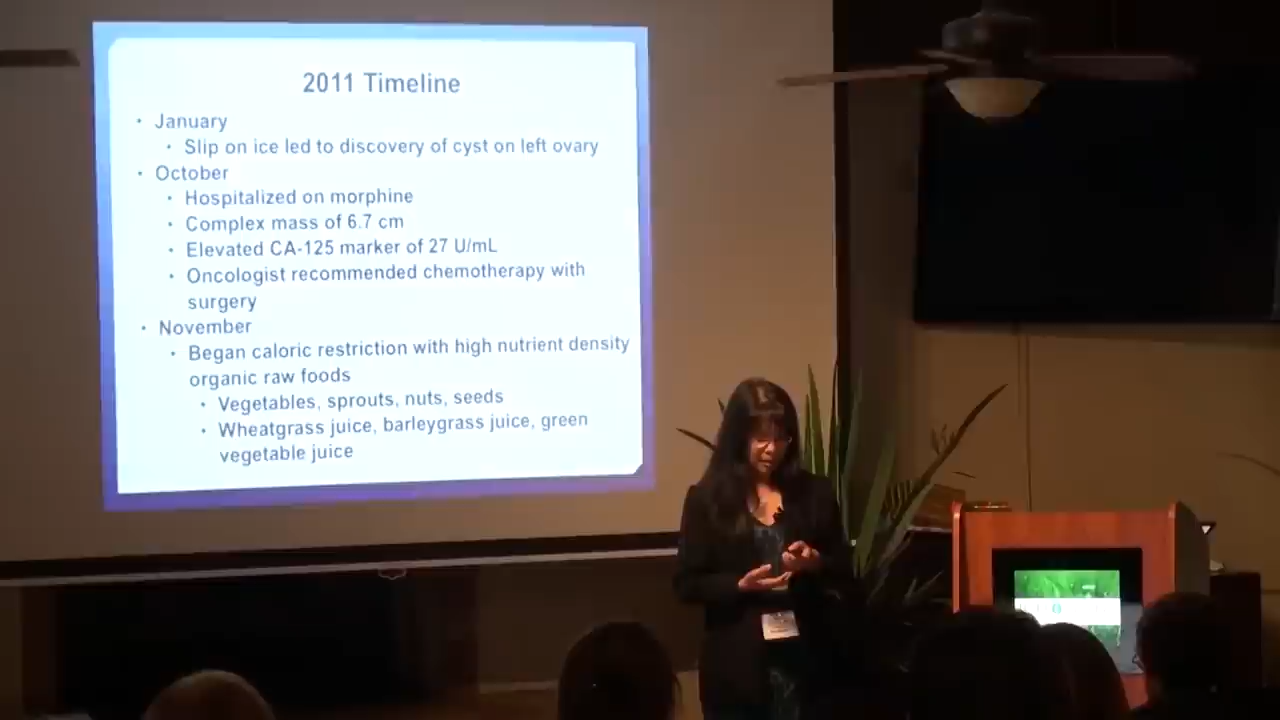 2011 Timeline
• January
• Slip on ice led to discovery of cyst on left ovary
• October
• Hospitalized on morphine
• Complex mass of 6.7 cm
• Elevated CA-125 marker of 27 U/mL
• Oncologist recommended chemotherapy with
surgery
• November
• Began caloric restriction with high nutrient density
organic raw foods
• Vegetables, sprouts, nuts, seeds
• Wheatgrass juice, barleygrass juice, green
vegetable juice